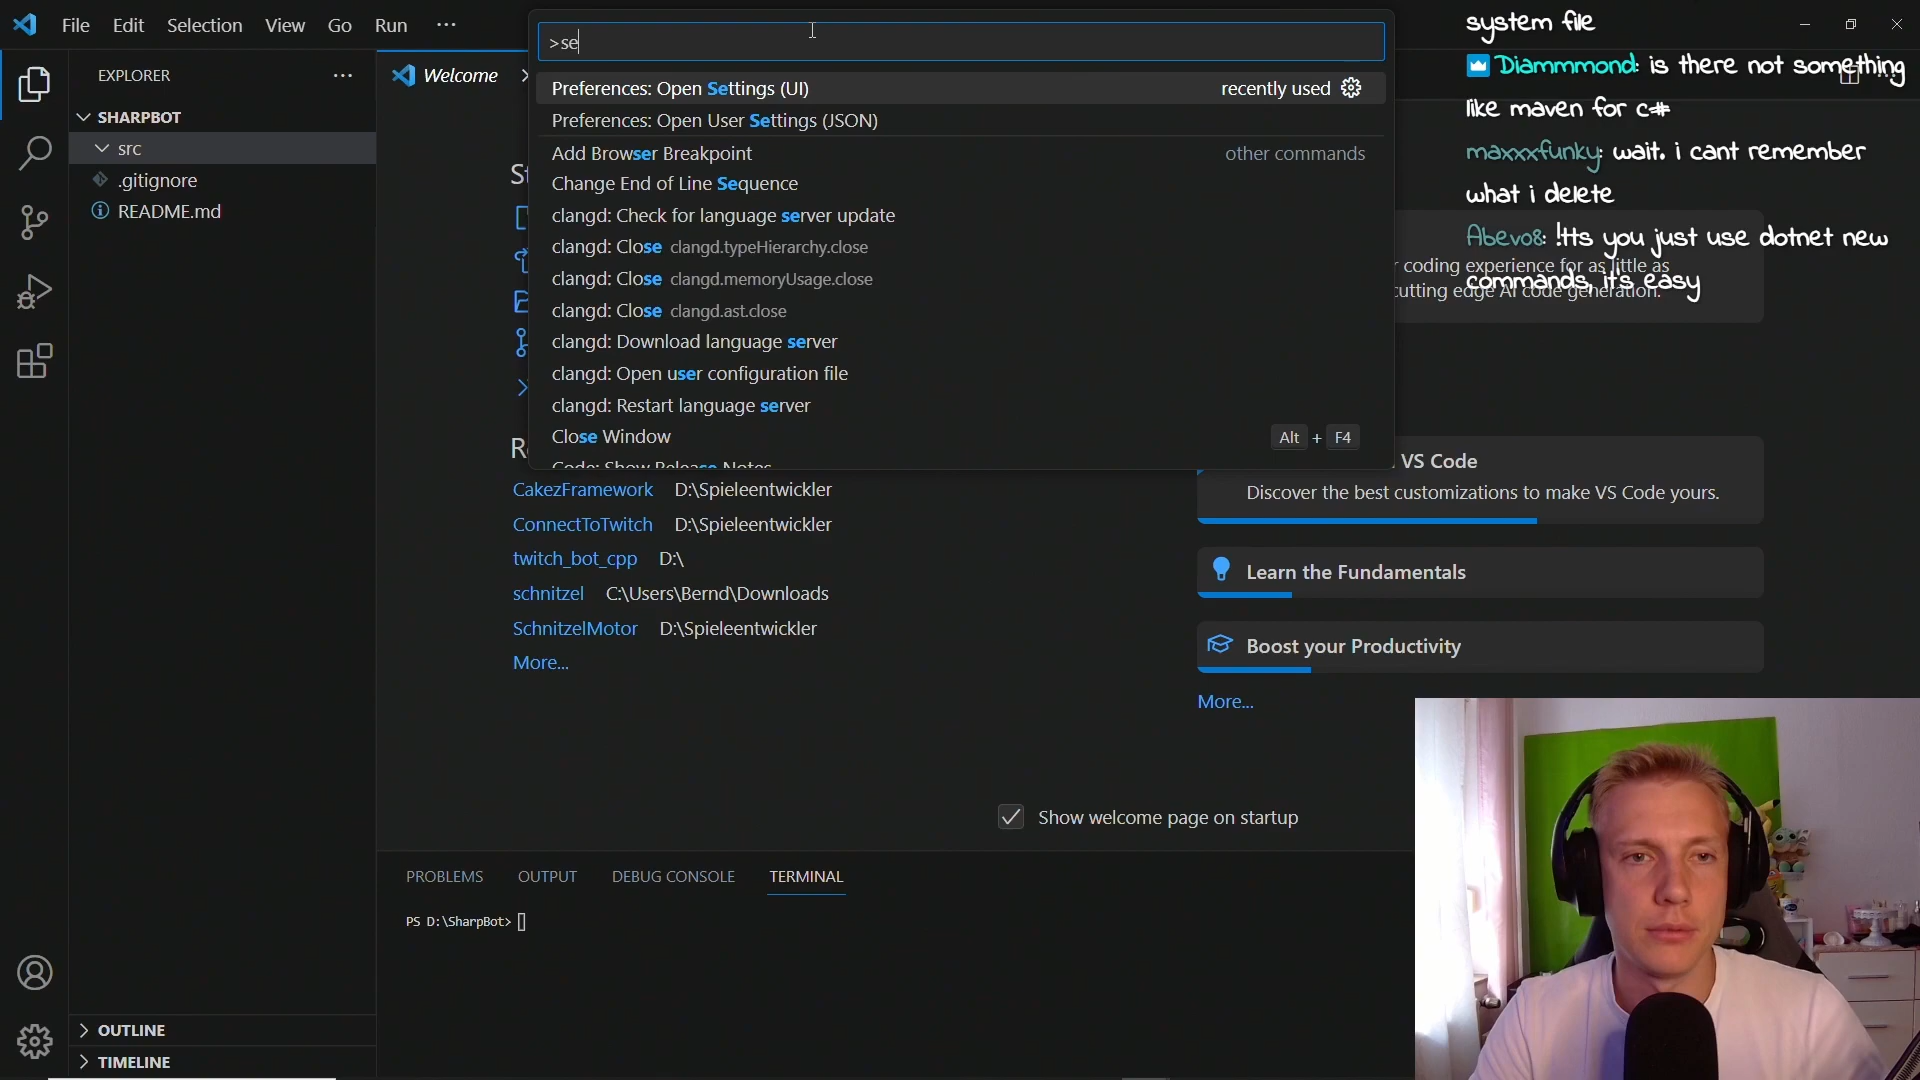 File Edit Selection View Go Run ···
>se
Preferences: Open Settings (UI) recently used
Preferences: Open User Settings (JSON)
Add Browser Breakpoint other commands
Change End of Line Sequence
clangd: Check for language server update
clangd: Close clangd.typeHierarchy.close
clangd: Close clangd.memoryUsage.close
clangd: Close clangd.ast.close
clangd: Download language server
clangd: Open user configuration file
clangd: Restart language server
Close Window Alt + F4
Code: Show Release Notes
EXPLORER ···
SHARPBOT
src
.gitignore
README.md
OUTLINE
TIMELINE
Welcome
St
Re
CakezFramework D:\Spieleentwickler
ConnectToTwitch D:\Spieleentwickler
twitch_bot_cpp D:\
schnitzel C:\Users\Bernd\Downloads
SchnitzelMotor D:\Spieleentwickler
More...
r coding experience for as little as
cutting edge AI code generation.
VS Code
Discover the best customizations to make VS Code yours.
Learn the Fundamentals
Boost your Productivity
More...
Show welcome page on startup
PROBLEMS OUTPUT DEBUG CONSOLE TERMINAL
PS D:\SharpBot>
system file
Diammmond: is there not something
like maven for c#
maxxxfunky: wait. i cant remember
what i delete
Abevo8: !tts you just use dotnet new
commands, it's easy